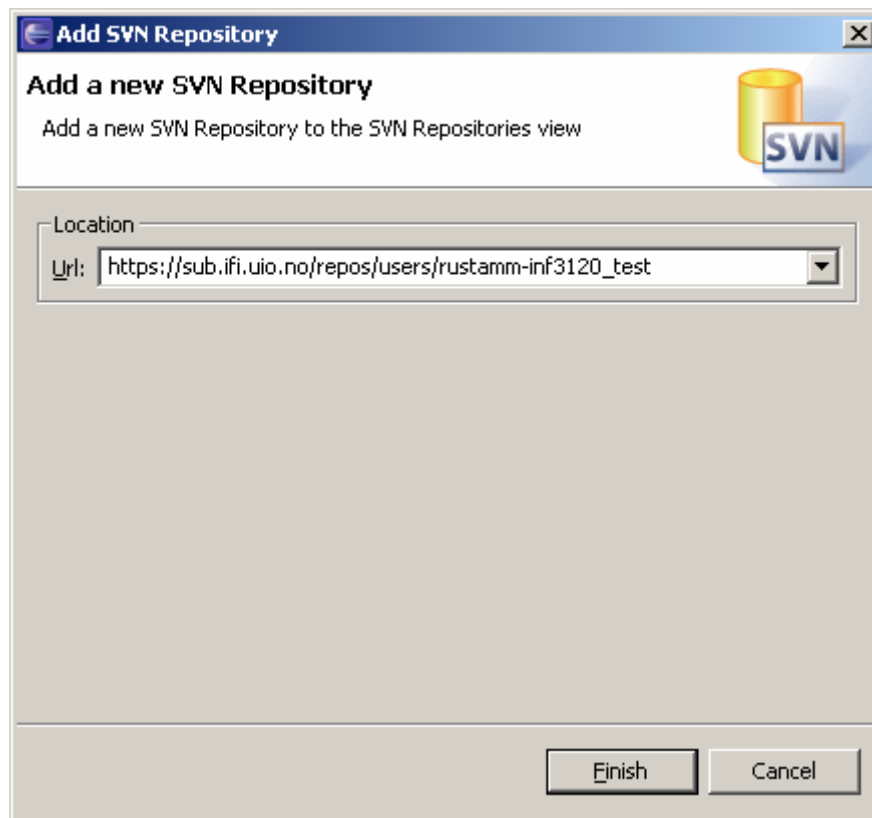 Add SVN Repository
Add a new SVN Repository
Add a new SVN Repository to the SVN Repositories view
SVN
Location
Url: https://sub.ifi.uio.no/repos/users/rustamm-inf3120_test
Finish Cancel